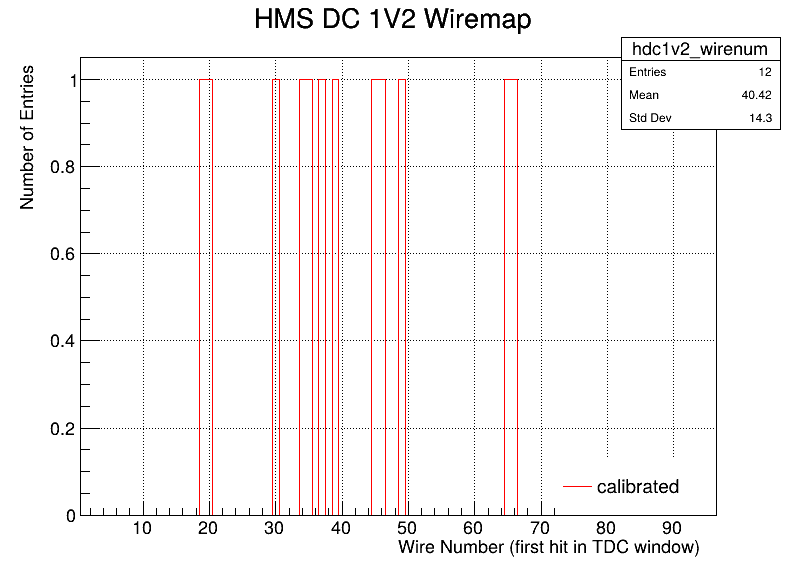 HMS DC 1V2 Wiremap
hdc1v2_wirenum
Entries 12
Mean 40.42
Std Dev 14.3
Number of Entries
1
0.8
0.6
0.4
0.2
0
calibrated
10 20 30 40 50 60 70 80 90
Wire Number (first hit in TDC window)